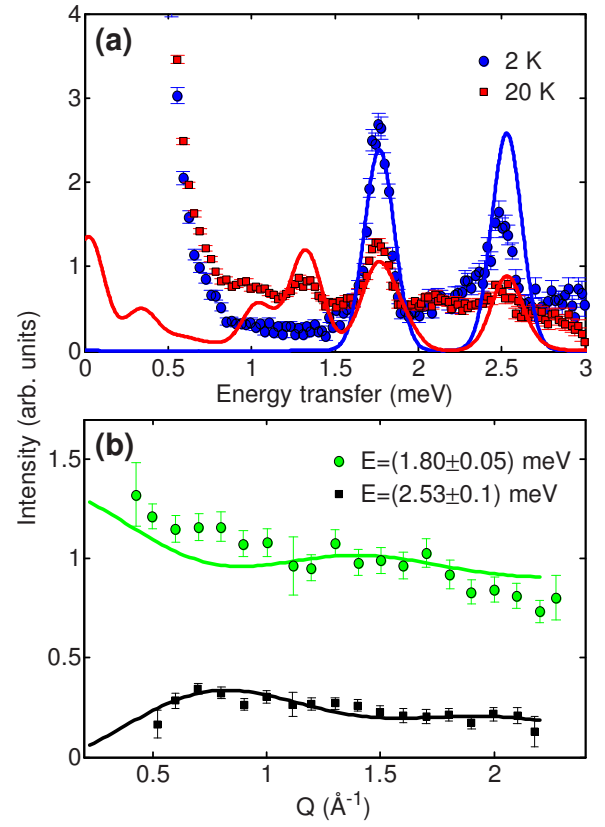 (a)
2 K
20 K
4
3
2
1
0
0 0.5 1 1.5 2 2.5 3
Energy transfer (meV)
Intensity (arb. units)
(b)
E=(1.80±0.05) meV
E=(2.53±0.1) meV
1.5
1
0.5
0
0.5 1 1.5 2
Q (Å⁻¹)